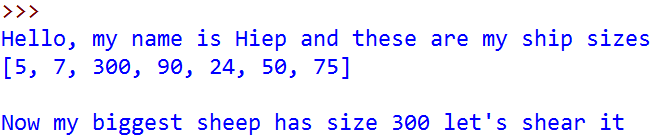 >>>
Hello, my name is Hiep and these are my ship sizes
[5, 7, 300, 90, 24, 50, 75]
Now my biggest sheep has size 300 let's shear it